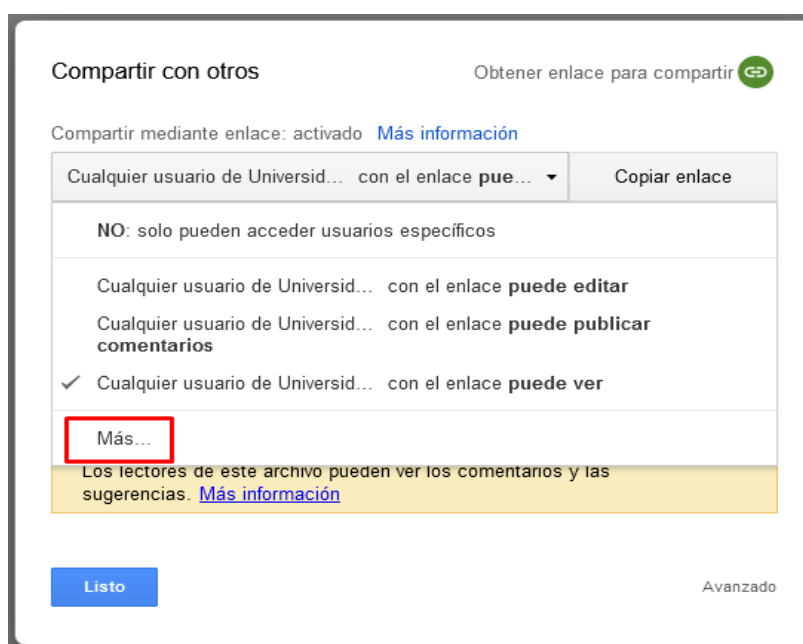 Compartir con otros
Obtener enlace para compartir
Compartir mediante enlace: activado Más información
Cualquier usuario de Universid... con el enlace pue...
Copiar enlace
NO: solo pueden acceder usuarios específicos
Cualquier usuario de Universid... con el enlace puede editar
Cualquier usuario de Universid... con el enlace puede publicar
comentarios
Cualquier usuario de Universid... con el enlace puede ver
Más...
Los lectores de este archivo pueden ver los comentarios y las
sugerencias. Más información
Listo
Avanzado